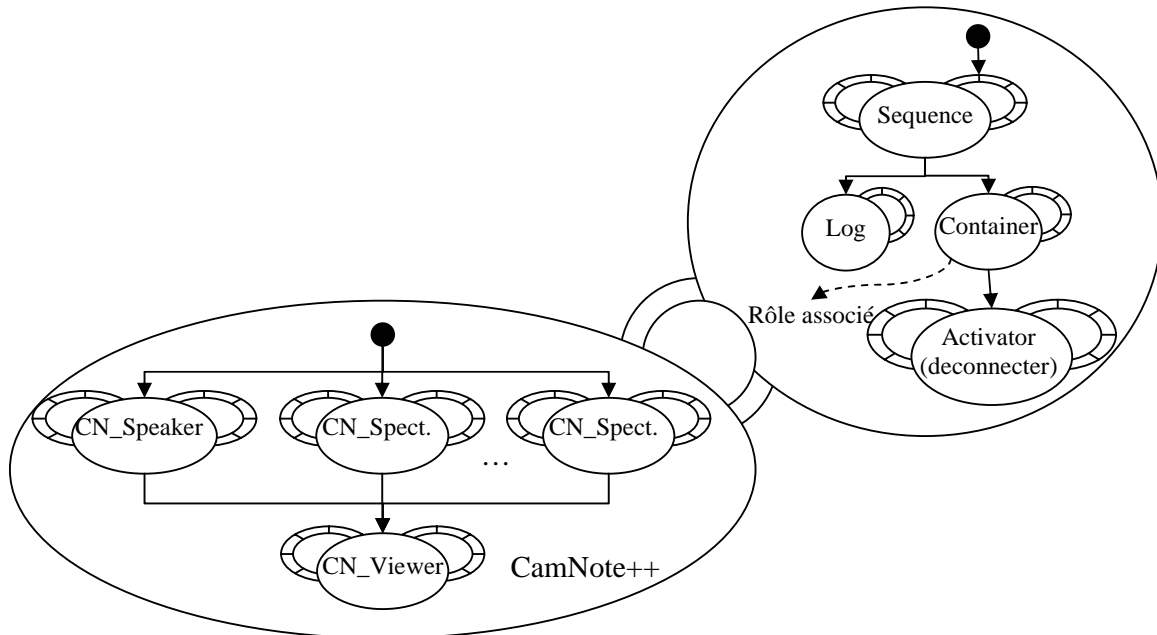 Sequence
Log
Container
Rôle associé
Activator
(deconnecter)
CN_Speaker
CN_Spect.
CN_Spect.
…
CN_Viewer
CamNote++